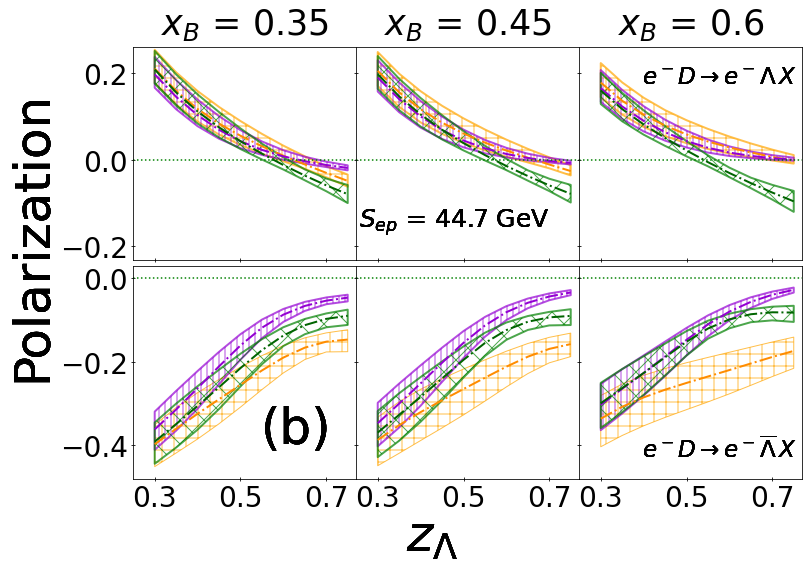 x_B = 0.35 x_B = 0.45 x_B = 0.6
0.2
e⁻D → e⁻ΛX
0.0
S_ep = 44.7 GeV
−0.2
Polarization
0.0
−0.2
(b)
−0.4
e⁻D → e⁻Λ̅X
0.3 0.5 0.7 0.3 0.5 0.7 0.3 0.5 0.7
z_Λ